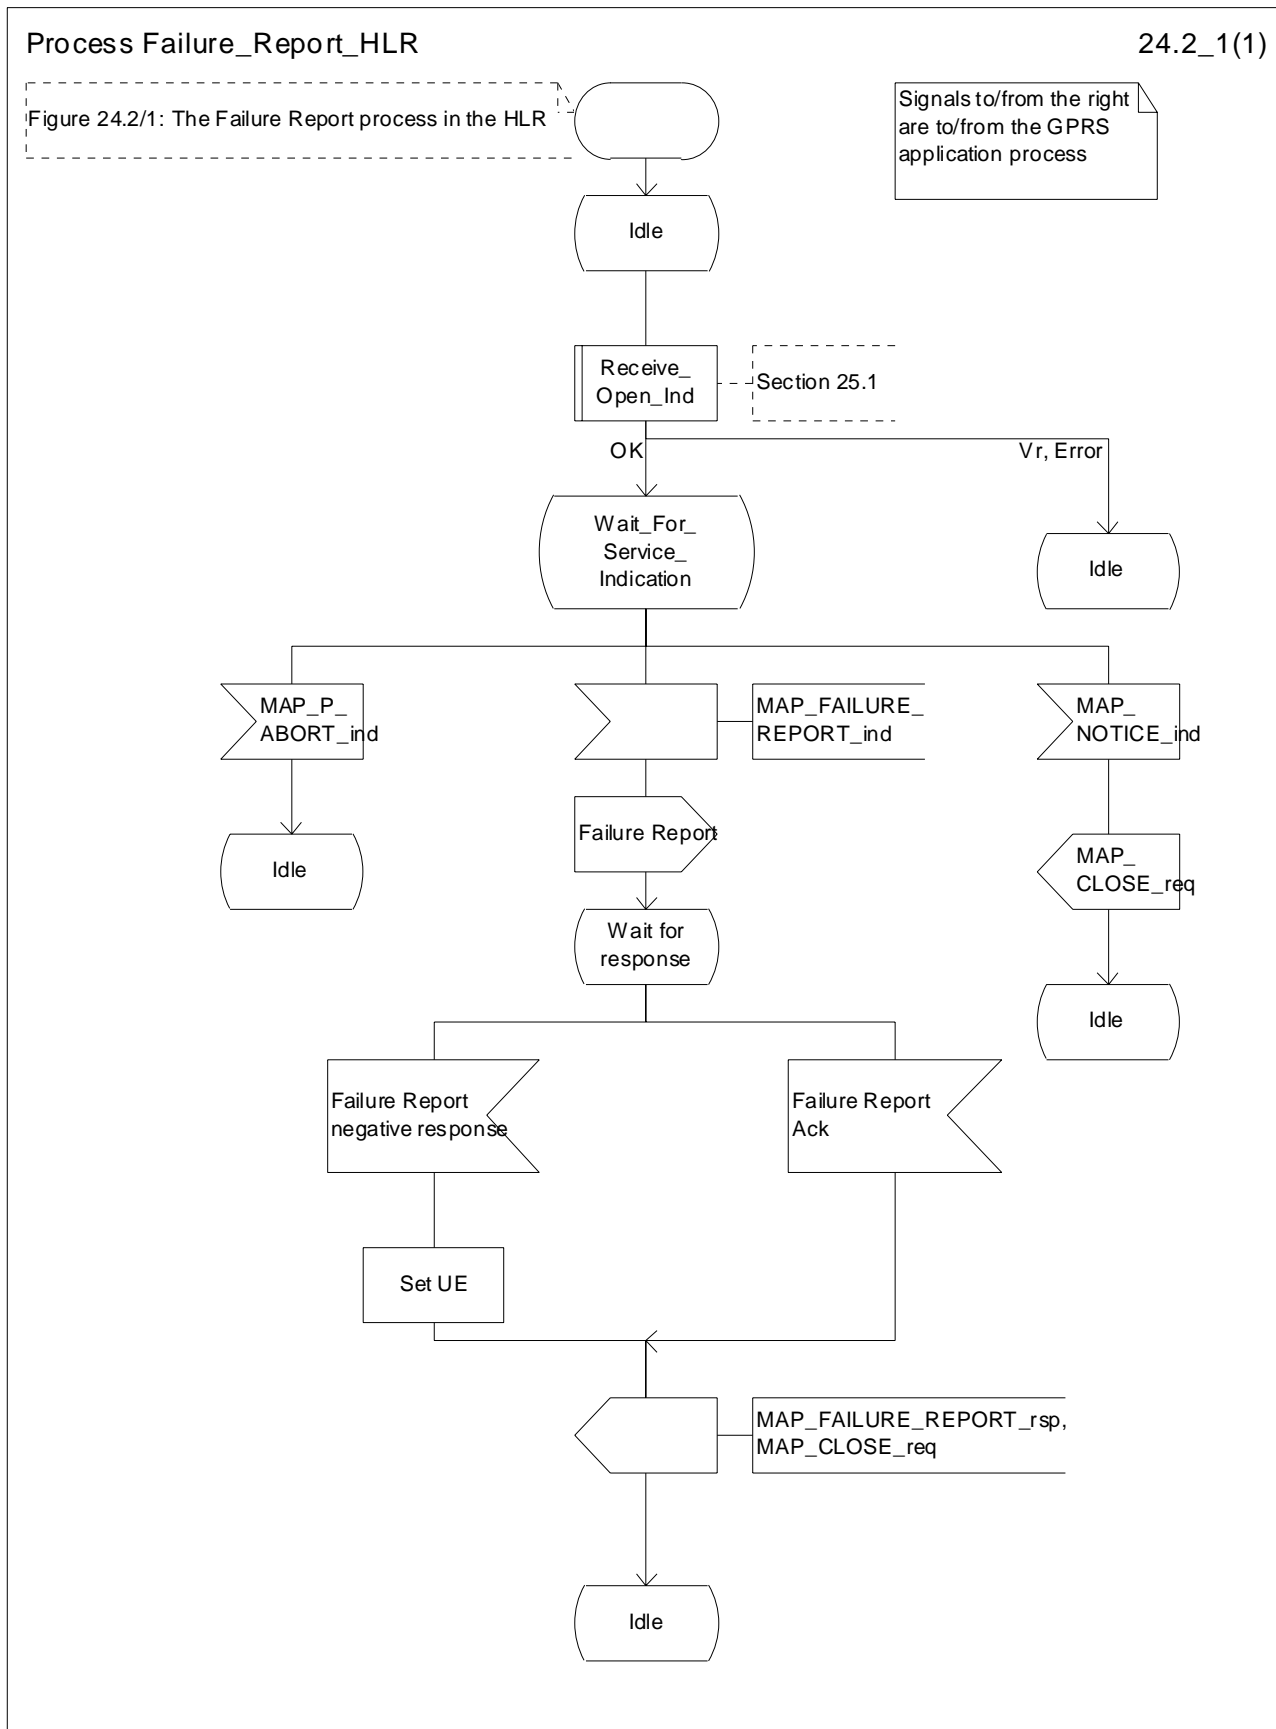 Process Failure_Report_HLR
24.2_1(1)
Figure 24.2/1: The Failure Report process in the HLR
Signals to/from the right
are to/from the GPRS
application process
Idle
Receive_
Open_Ind
Section 25.1
OK
Vr, Error
Wait_For_
Service_
Indication
Idle
MAP_P_
ABORT_ind
MAP_FAILURE_
REPORT_ind
MAP_
NOTICE_ind
Failure Report
Idle
MAP_
CLOSE_req
Wait for
response
Idle
Failure Report
negative response
Failure Report
Ack
Set UE
MAP_FAILURE_REPORT_rsp,
MAP_CLOSE_req
Idle